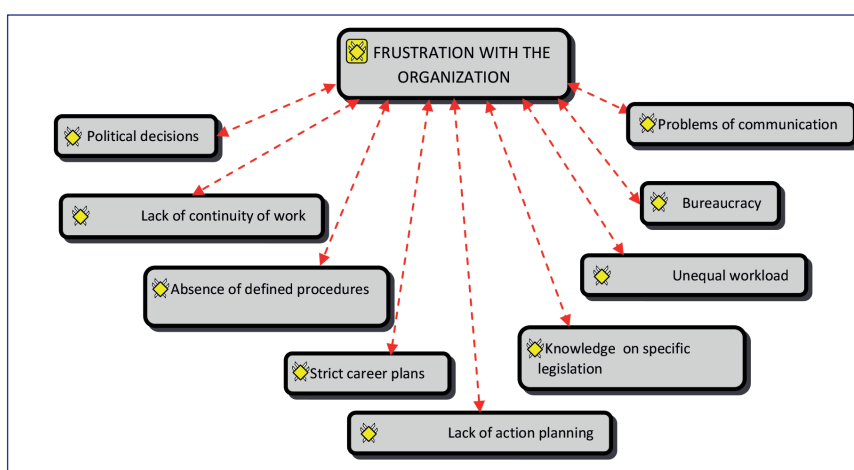 FRUSTRATION WITH THE
ORGANIZATION
Political decisions
Problems of communication
Lack of continuity of work
Bureaucracy
Absence of defined procedures
Unequal workload
Strict career plans
Knowledge on specific
legislation
Lack of action planning